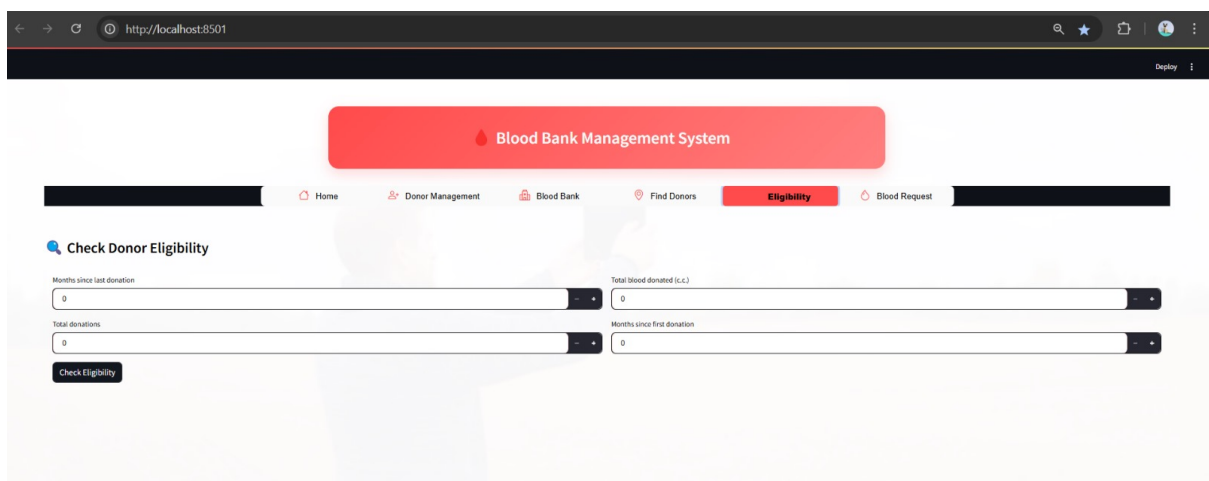 http://localhost:8501
Deploy
Blood Bank Management System
Home Donor Management Blood Bank Find Donors Eligibility Blood Request
Check Donor Eligibility
Months since last donation Total blood donated (c.c.)
0 - + 0 - +
Total donations Months since first donation
0 - + 0 - +
Check Eligibility